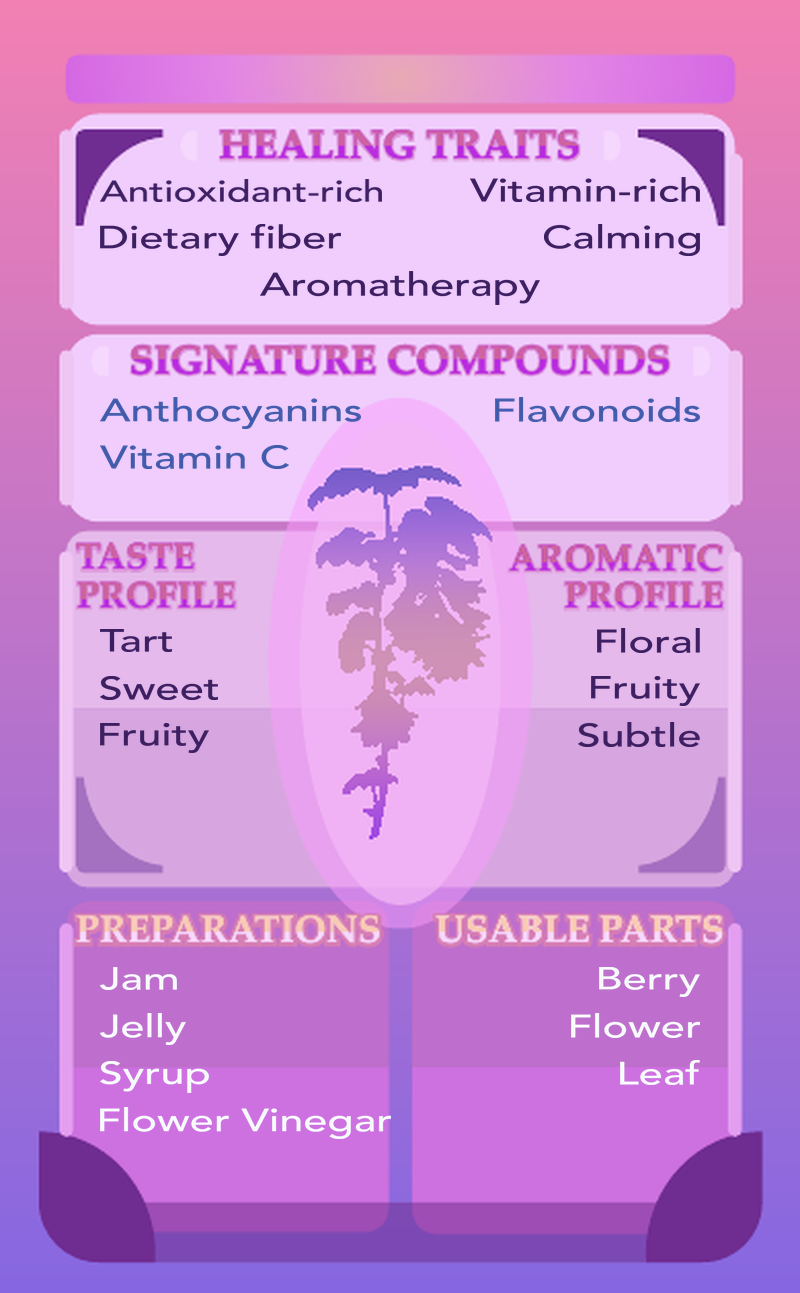 HEALING TRAITS
Antioxidant-rich Vitamin-rich
Dietary fiber Calming
Aromatherapy
SIGNATURE COMPOUNDS
Anthocyanins Flavonoids
Vitamin C
TASTE
PROFILE
Tart
Sweet
Fruity
AROMATIC
PROFILE
Floral
Fruity
Subtle
PREPARATIONS
Jam
Jelly
Syrup
Flower Vinegar
USABLE PARTS
Berry
Flower
Leaf